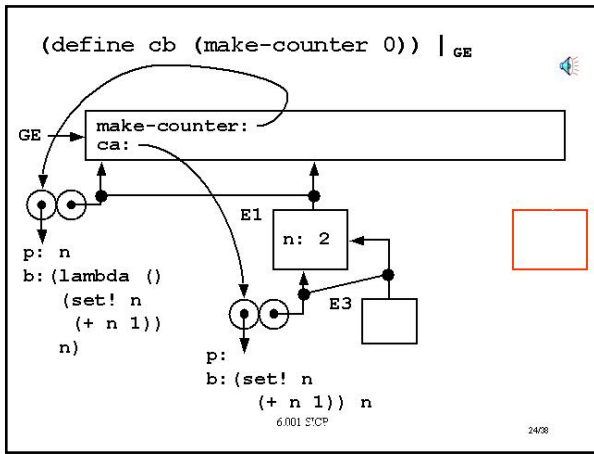 (define cb (make-counter 0)) | GE
GE
make-counter:
ca:
E1
n: 2
p: n
b:(lambda ()
(set! n
(+ n 1))
n)
E3
p:
b:(set! n
(+ n 1)) n
6.001 SICP
24/38